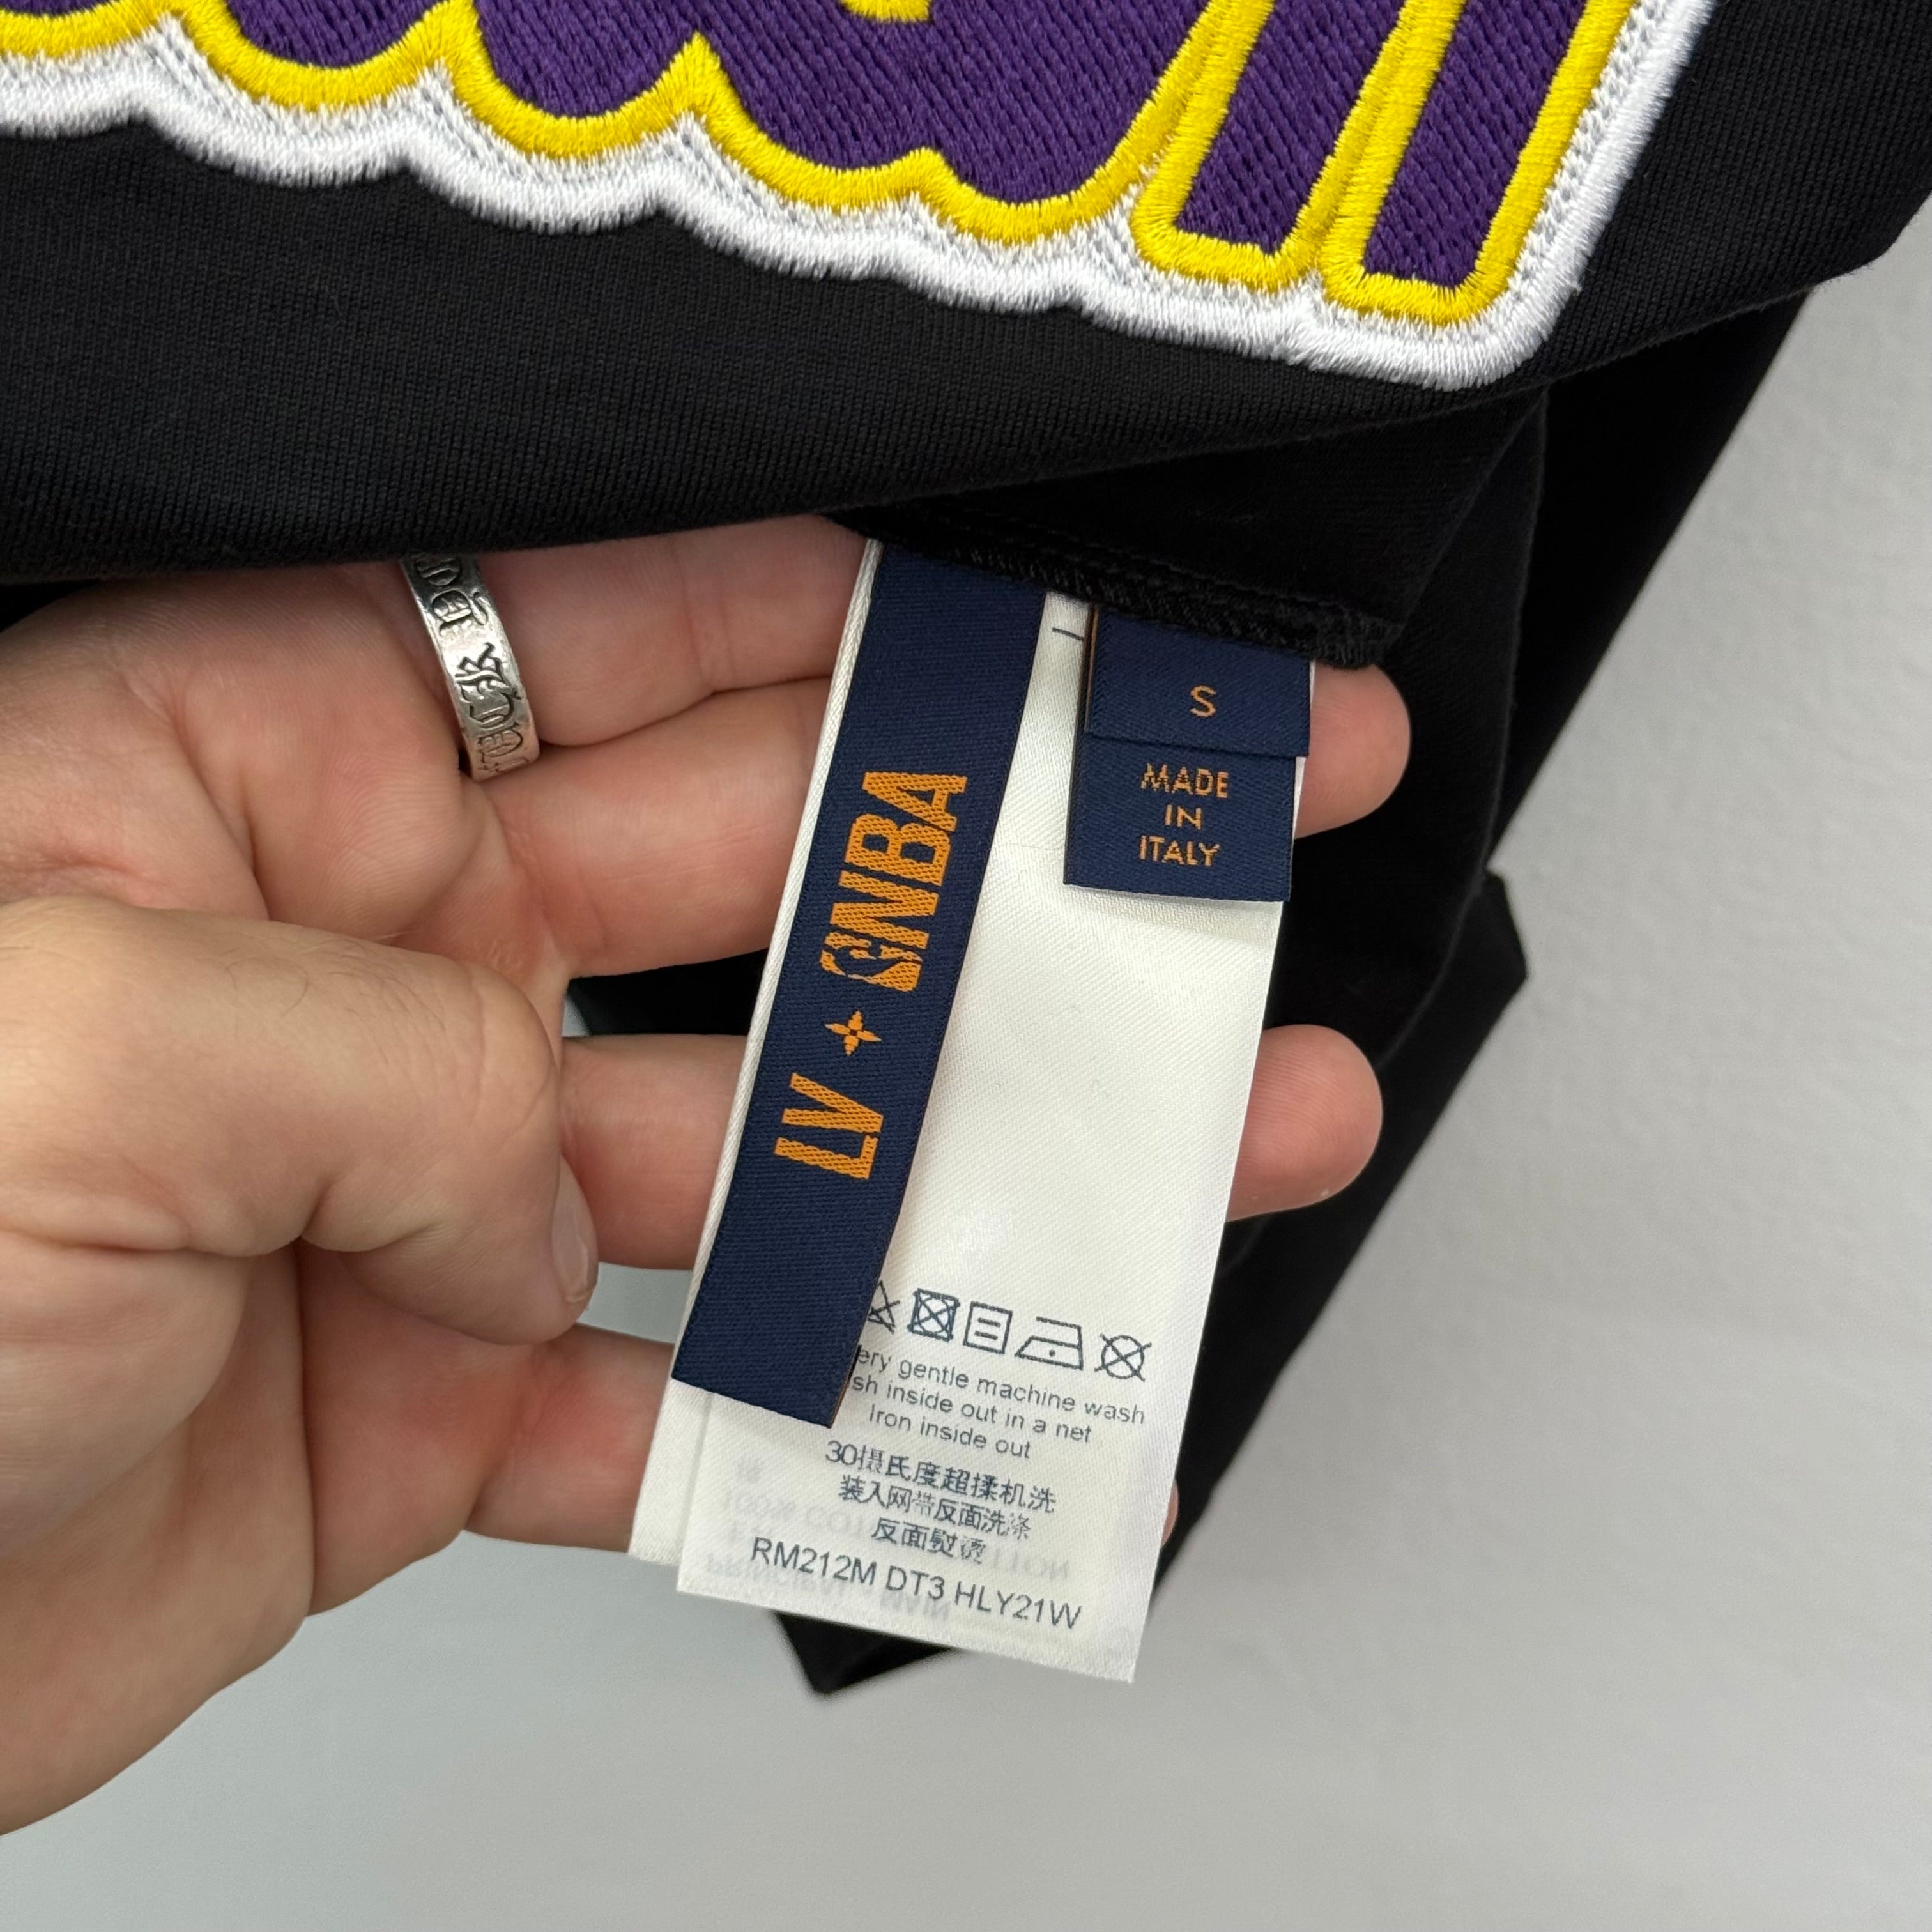 S
MADE
IN
ITALY
LV NBA
ery gentle machine wash
sh inside out in a net
Iron inside out
30摄氏度超揉机洗
装入网带反面洗涤
反面熨烫
RM212M DT3 HLY21W